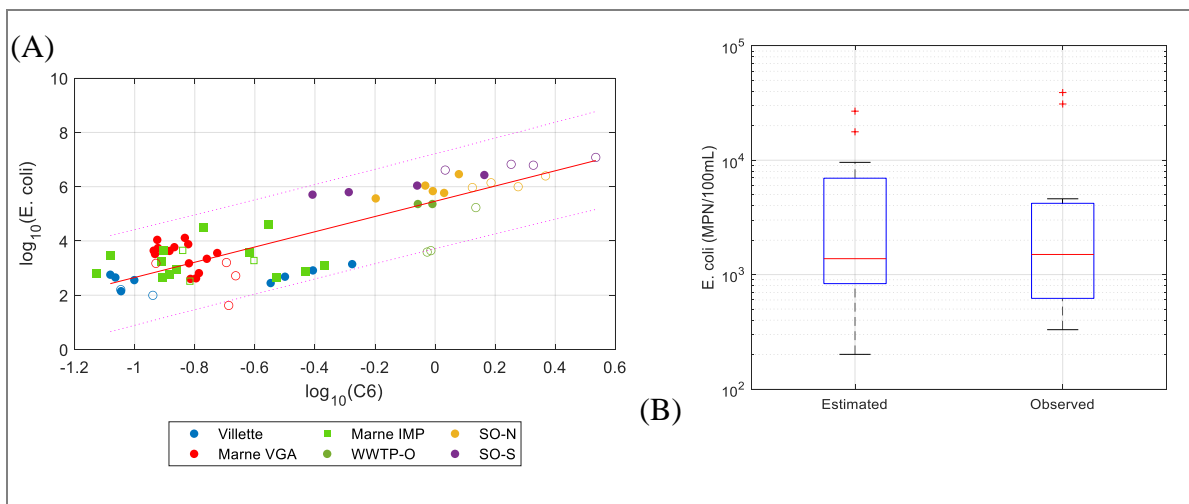 (A)
10
8
6
4
2
0
log10(E. coli)
-1.2 -1 -0.8 -0.6 -0.4 -0.2 0 0.2 0.4 0.6
log10(C6)
Villette Marne IMP SO-N
Marne VGA WWTP-O SO-S
(B)
10^5
10^4
10^3
10^2
E. coli (MPN/100mL)
Estimated Observed